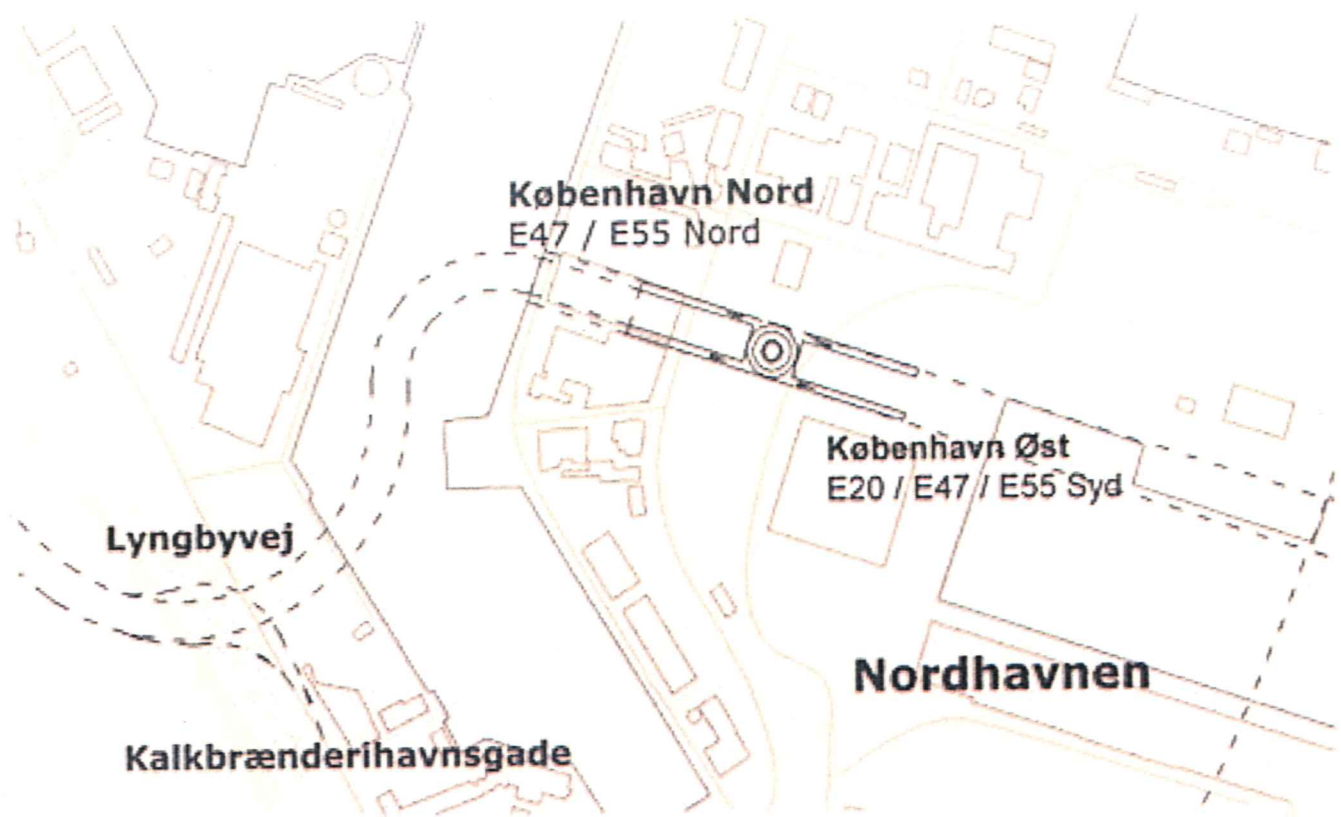 København Nord
E47 / E55 Nord
København Øst
E20 / E47 / E55 Syd
Lyngbyvej
Nordhavnen
Kalkbrænderihavnsgade